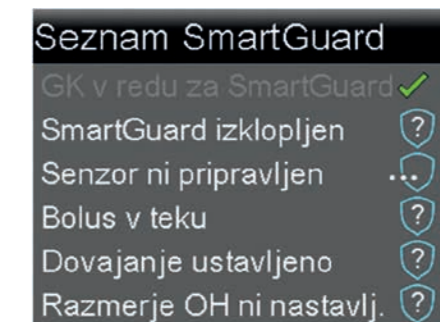 Seznam SmartGuard
GK v redu za SmartGuard
SmartGuard izklopljen
Senzor ni pripravljen
Bolus v teku
Dovajanje ustavljeno
Razmerje OH ni nastavlj.